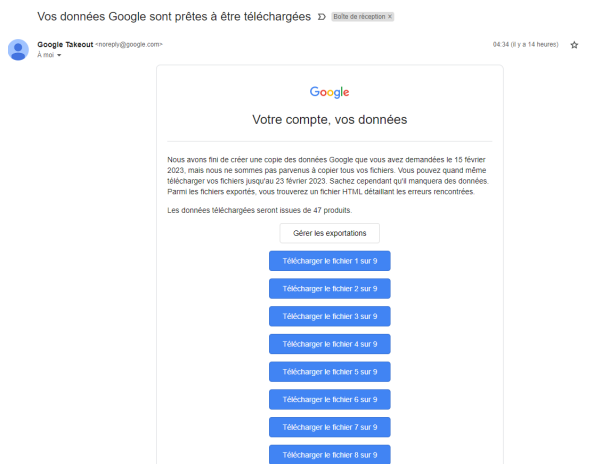 Vos données Google sont prêtes à être téléchargées Boîte de réception ×
Google Takeout <noreply@google.com> 04:34 (il y a 14 heures)
À moi
Google
Votre compte, vos données
Nous avons fini de créer une copie des données Google que vous avez demandées le 15 février
2023, mais nous ne sommes pas parvenus à copier tous vos fichiers. Vous pouvez quand même
télécharger vos fichiers jusqu'au 23 février 2023. Sachez cependant qu'il manquera des données.
Parmi les fichiers exportés, vous trouverez un fichier HTML détaillant les erreurs rencontrées.
Les données téléchargées seront issues de 47 produits.
Gérer les exportations
Télécharger le fichier 1 sur 9
Télécharger le fichier 2 sur 9
Télécharger le fichier 3 sur 9
Télécharger le fichier 4 sur 9
Télécharger le fichier 5 sur 9
Télécharger le fichier 6 sur 9
Télécharger le fichier 7 sur 9
Télécharger le fichier 8 sur 9